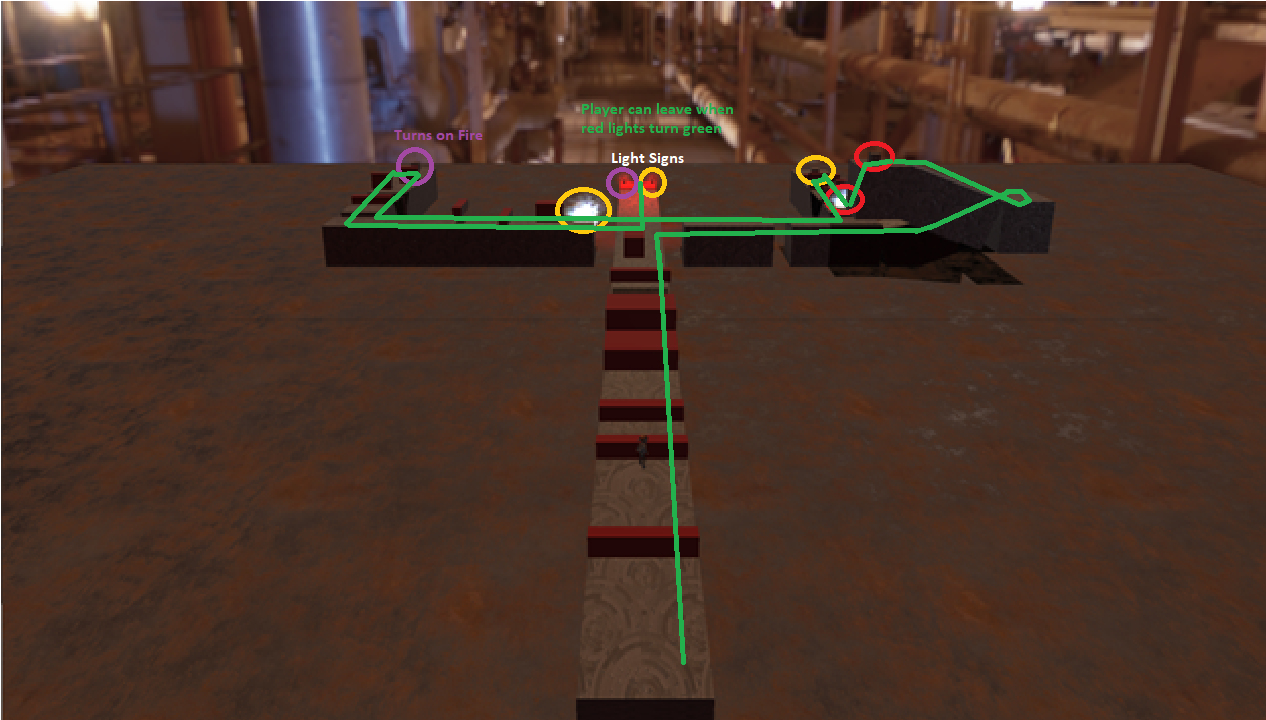 Player can leave when
red lights turn green
Turns on Fire
Light Signs